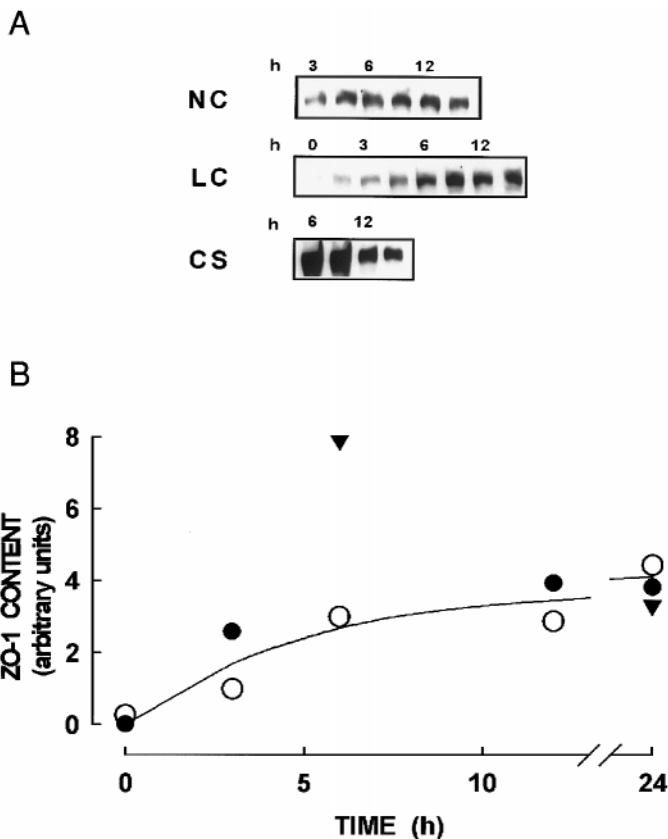 A
h 3 6 12
NC
h 0 3 6 12
LC
h 6 12
CS
B
8
6
4
2
0
ZO-1 CONTENT
(arbitrary units)
0 5 10 24
TIME (h)